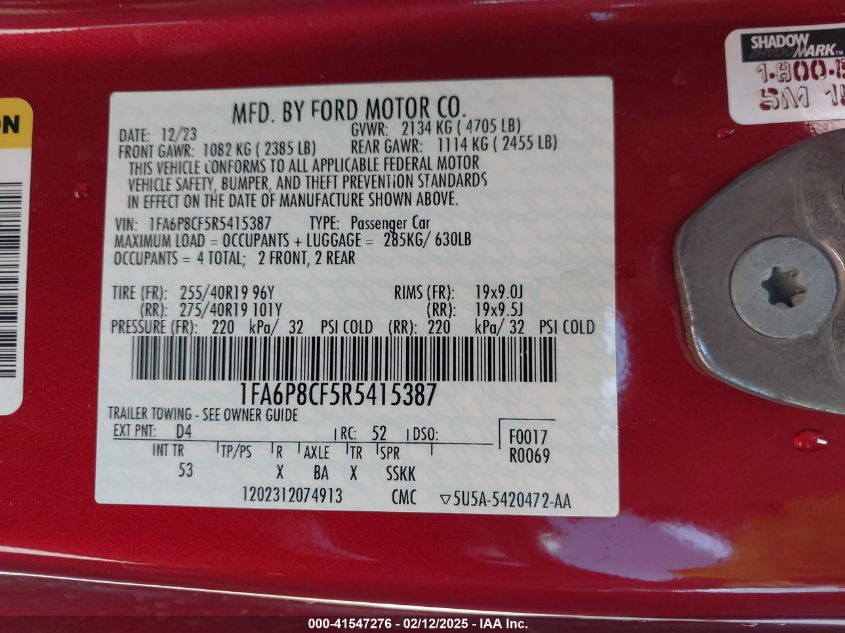 ON
SHADOW
MARK
1-800-
SM
MFD. BY FORD MOTOR CO.
DATE: 12/23 GVWR: 2134 KG ( 4705 LB)
FRONT GAWR: 1082 KG ( 2385 LB) REAR GAWR: 1114 KG ( 2455 LB)
THIS VEHICLE CONFORMS TO ALL APPLICABLE FEDERAL MOTOR
VEHICLE SAFETY, BUMPER, AND THEFT PREVENTION STANDARDS
IN EFFECT ON THE DATE OF MANUFACTURE SHOWN ABOVE.
VIN: 1FA6P8CF5R5415387 TYPE: Passenger Car
MAXIMUM LOAD = OCCUPANTS + LUGGAGE = 285KG/ 630LB
OCCUPANTS = 4 TOTAL; 2 FRONT, 2 REAR
TIRE (FR): 255/40R19 96Y RIMS (FR): 19x9.0J
(RR): 275/40R19 101Y (RR): 19x9.5J
PRESSURE (FR): 220 kPa/ 32 PSI COLD (RR): 220 kPa/ 32 PSI COLD
1FA6P8CF5R5415387
TRAILER TOWING - SEE OWNER GUIDE
EXT PNT: D4 RC: 52 DSO: F0017
INT TR TP/PS R AXLE TR SPR R0069
53 X BA X SSKK
1202312074913 CMC ▽5U5A-5420472-AA
000-41547276 - 02/12/2025 - IAA Inc.